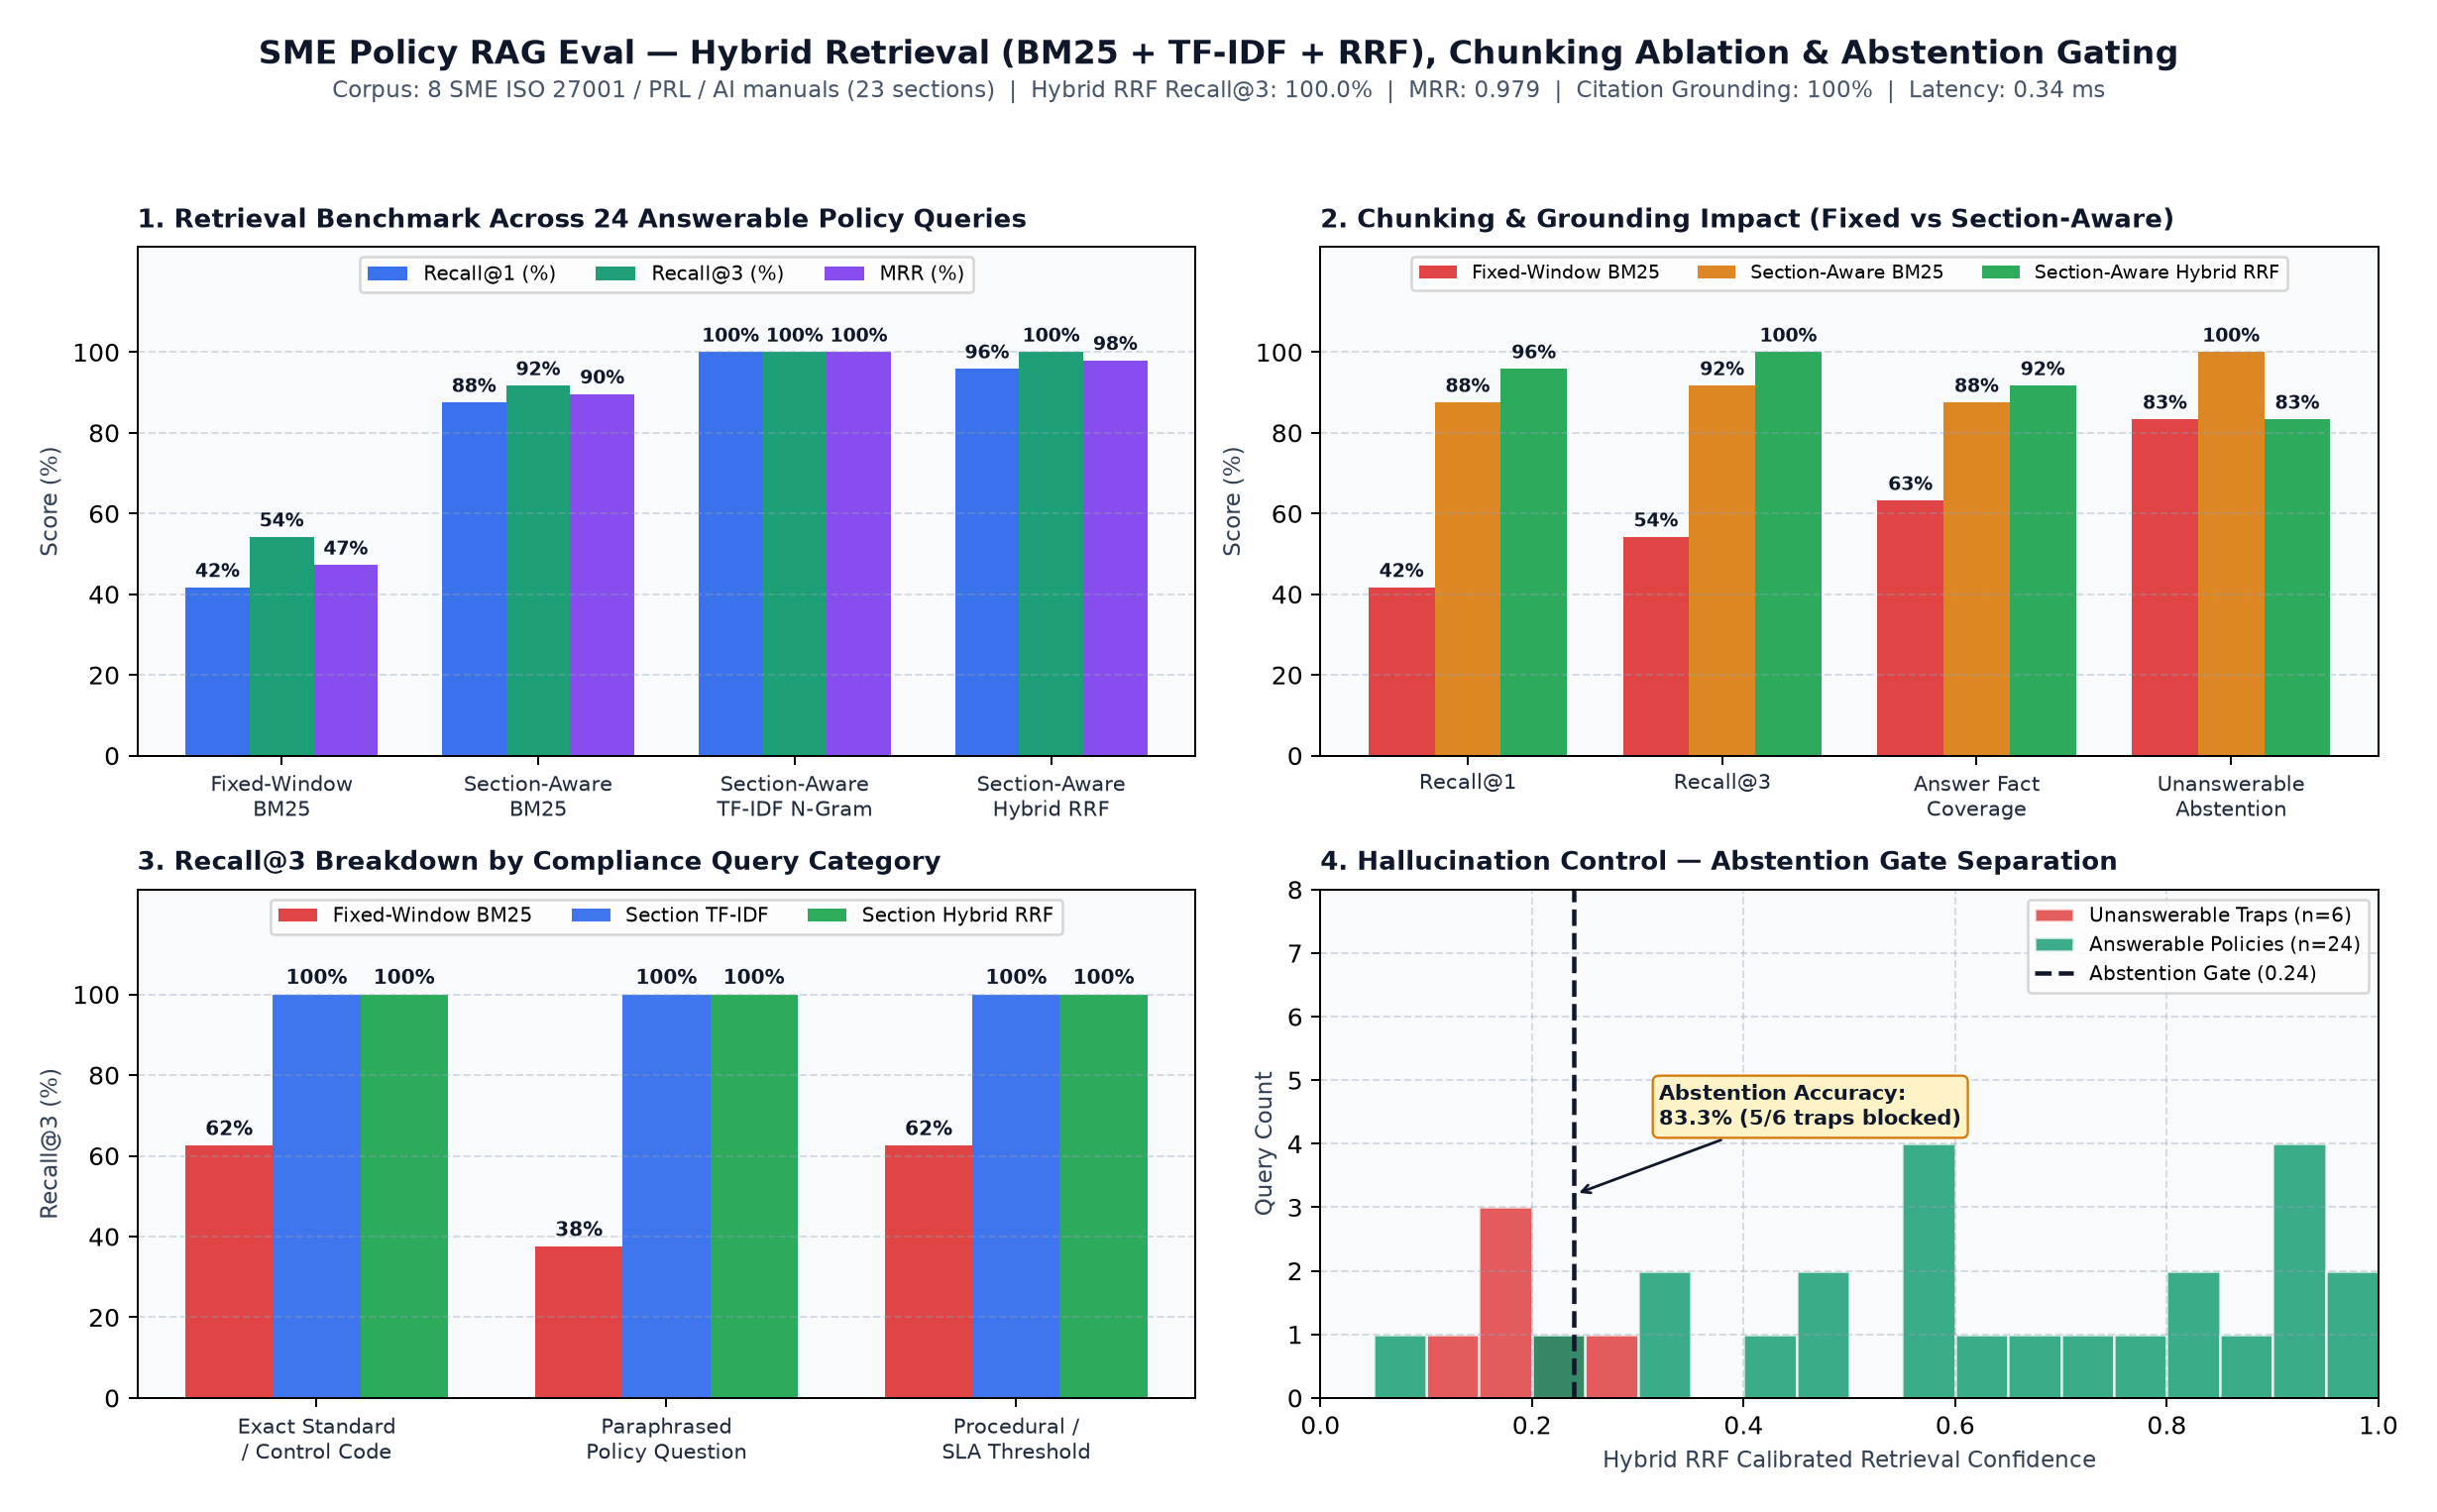 SME Policy RAG Eval — Hybrid Retrieval (BM25 + TF-IDF + RRF), Chunking Ablation & Abstention Gating
Corpus: 8 SME ISO 27001 / PRL / AI manuals (23 sections) | Hybrid RRF Recall@3: 100.0% | MRR: 0.979 | Citation Grounding: 100% | Latency: 0.34 ms
1. Retrieval Benchmark Across 24 Answerable Policy Queries
Recall@1 (%) Recall@3 (%) MRR (%)
Score (%)
100
80
60
40
20
0
42% 54% 47%
88% 92% 90%
100% 100% 100%
96% 100% 98%
Fixed-Window
BM25
Section-Aware
BM25
Section-Aware
TF-IDF N-Gram
Section-Aware
Hybrid RRF
2. Chunking & Grounding Impact (Fixed vs Section-Aware)
Fixed-Window BM25 Section-Aware BM25 Section-Aware Hybrid RRF
Score (%)
100
80
60
40
20
0
42% 88% 96%
54% 92% 100%
63% 88% 92%
83% 100% 83%
Recall@1
Recall@3
Answer Fact
Coverage
Unanswerable
Abstention
3. Recall@3 Breakdown by Compliance Query Category
Fixed-Window BM25 Section TF-IDF Section Hybrid RRF
Recall@3 (%)
100
80
60
40
20
0
62% 100% 100%
38% 100% 100%
62% 100% 100%
Exact Standard
/ Control Code
Paraphrased
Policy Question
Procedural /
SLA Threshold
4. Hallucination Control — Abstention Gate Separation
Unanswerable Traps (n=6)
Answerable Policies (n=24)
Abstention Gate (0.24)
Query Count
8
7
6
5
4
3
2
1
0
Abstention Accuracy:
83.3% (5/6 traps blocked)
0.0 0.2 0.4 0.6 0.8 1.0
Hybrid RRF Calibrated Retrieval Confidence